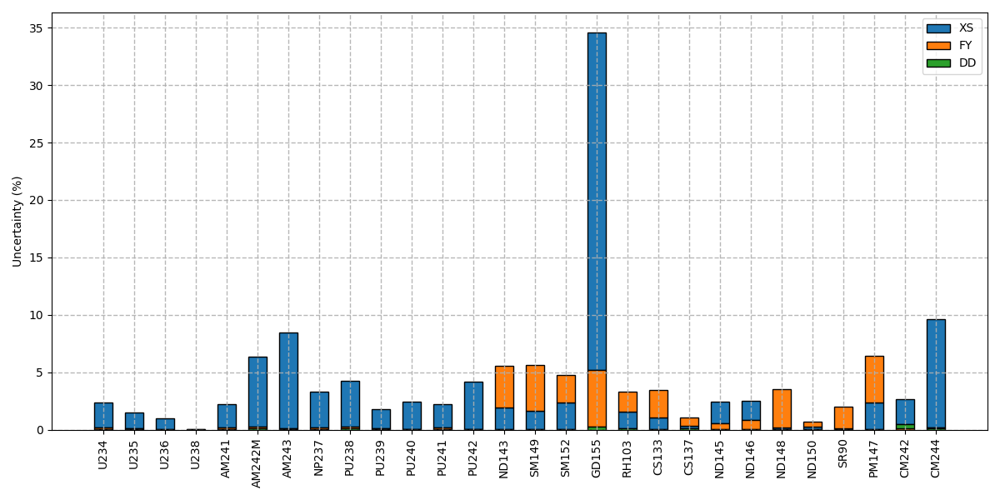 35
30
25
20
15
10
5
0
Uncertainty (%)
XS
FY
DD
U234
U235
U236
U238
AM241
AM242M
AM243
NP237
PU238
PU239
PU240
PU241
PU242
ND143
SM149
SM152
GD155
RH103
CS133
CS137
ND145
ND146
ND148
ND150
SR90
PM147
CM242
CM244